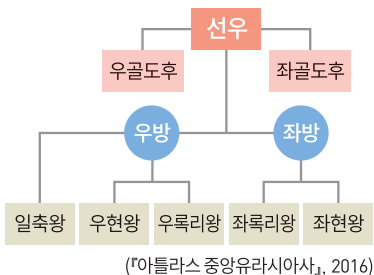 선우
우골도후 좌골도후
우방 좌방
일축왕 우현왕 우록리왕 좌록리왕 좌현왕
(『아틀라스 중앙유라시아사』, 2016)